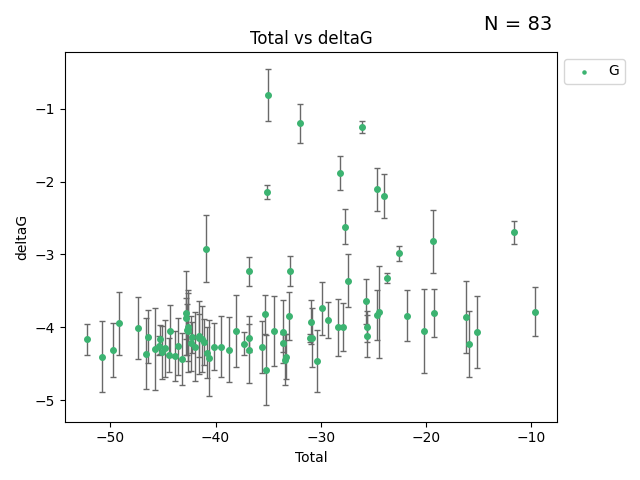 N = 83
Total vs deltaG
G
deltaG
−1
−2
−3
−4
−5
−50 −40 −30 −20 −10
Total